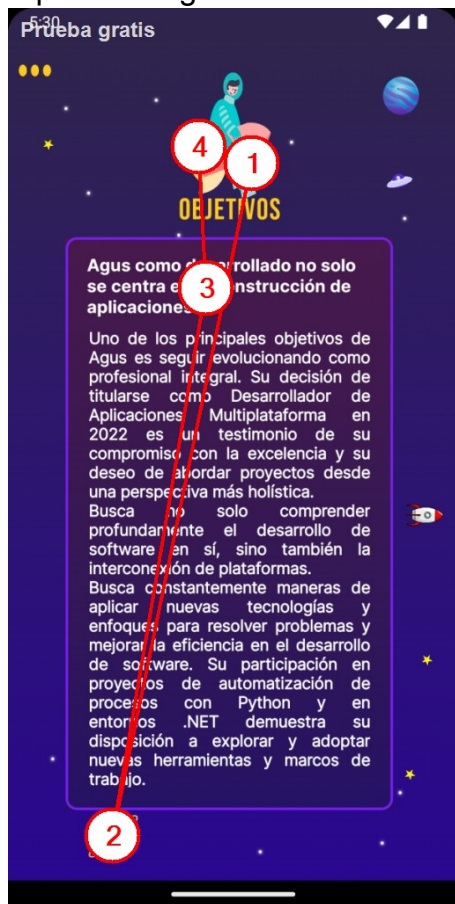 5:30
Prueba gratis
4
1
OBJETIVOS
Agus como desarrollado no solo
se centra en la construcción de
aplicaciones
3
Uno de los principales objetivos de
Agus es seguir evolucionando como
profesional integral. Su decisión de
titularse como Desarrollador de
Aplicaciones Multiplataforma en
2022 es un testimonio de su
compromiso con la excelencia y su
deseo de abordar proyectos desde
una perspectiva más holística.
Busca no solo comprender
profundamente el desarrollo de
software en sí, sino también la
interconexión de plataformas.
Busca constantemente maneras de
aplicar nuevas tecnologías y
enfoques para resolver problemas y
mejorar la eficiencia en el desarrollo
de software. Su participación en
proyectos de automatización de
procesos con Python y en
entornos .NET demuestra su
disposición a explorar y adoptar
nuevas herramientas y marcos de
trabajo.
2